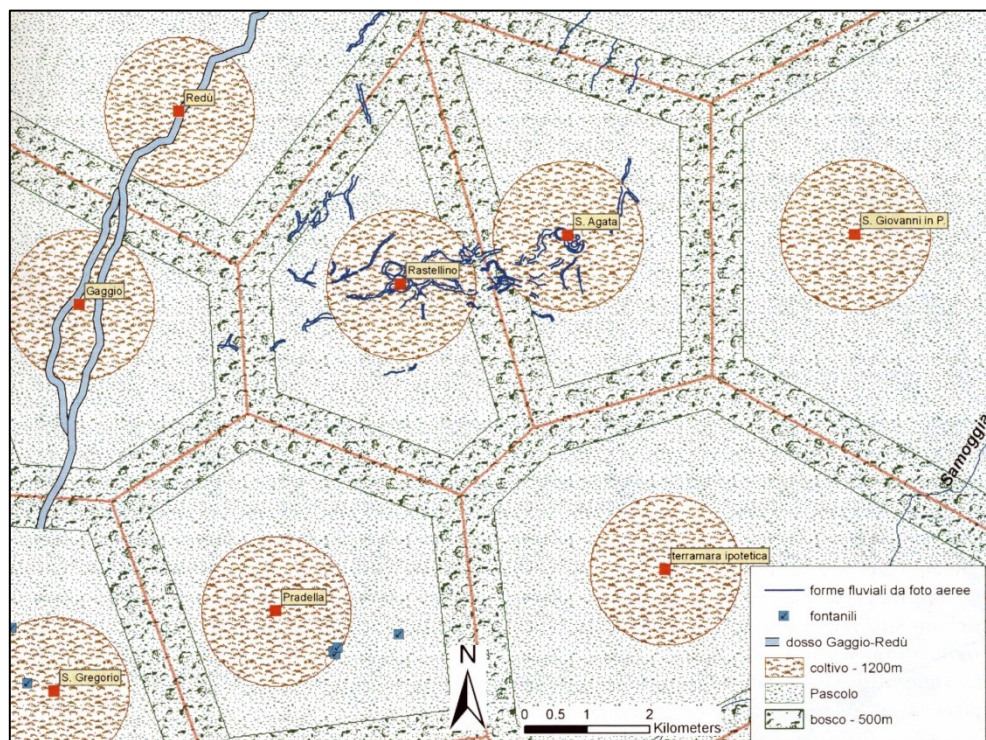 Redù
S. Agata
S. Giovanni in P.
Rastellino
Gaggio
Samoggia
terramara ipotetica
Pradella
S. Gregorio
N
0 0.5 1 2
Kilometers
forme fluviali da foto aeree
fontanili
dosso Gaggio-Redù
coltivo - 1200m
Pascolo
bosco - 500m